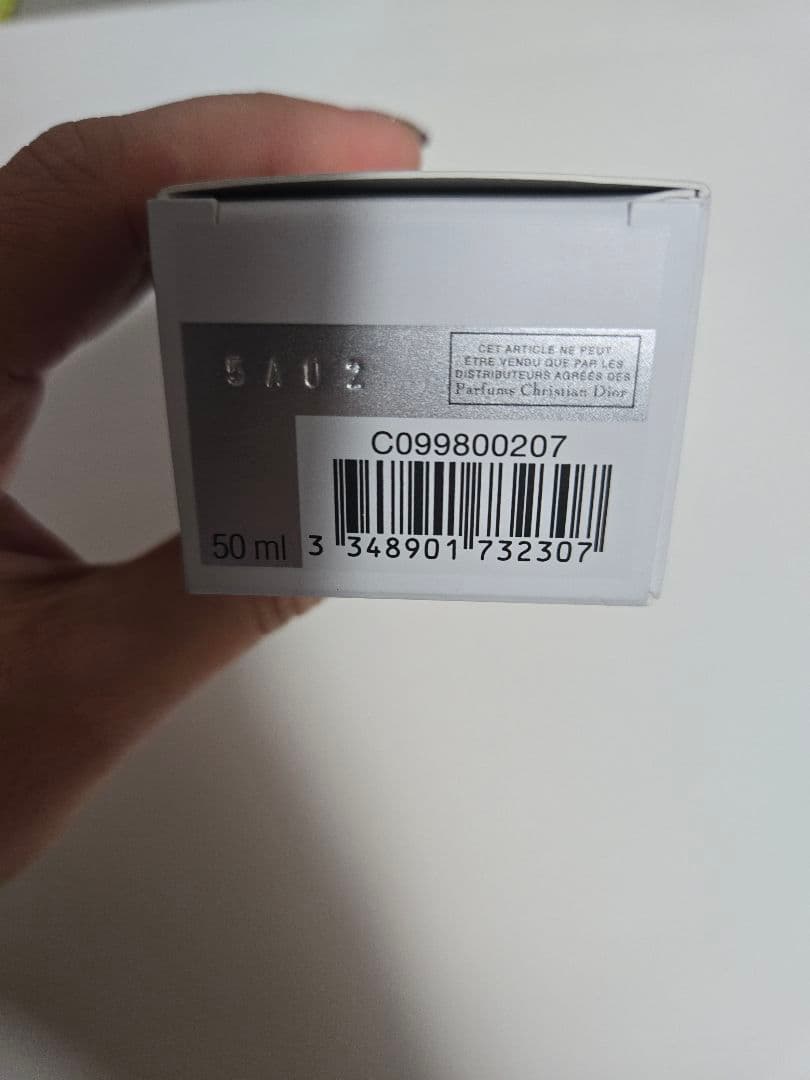 5A02
CET ARTICLE NE PEUT
ÊTRE VENDU QUE PAR LES
DISTRIBUTEURS AGRÉÉS DES
Parfums Christian Dior
C099800207
50 ml
3 348901 732307